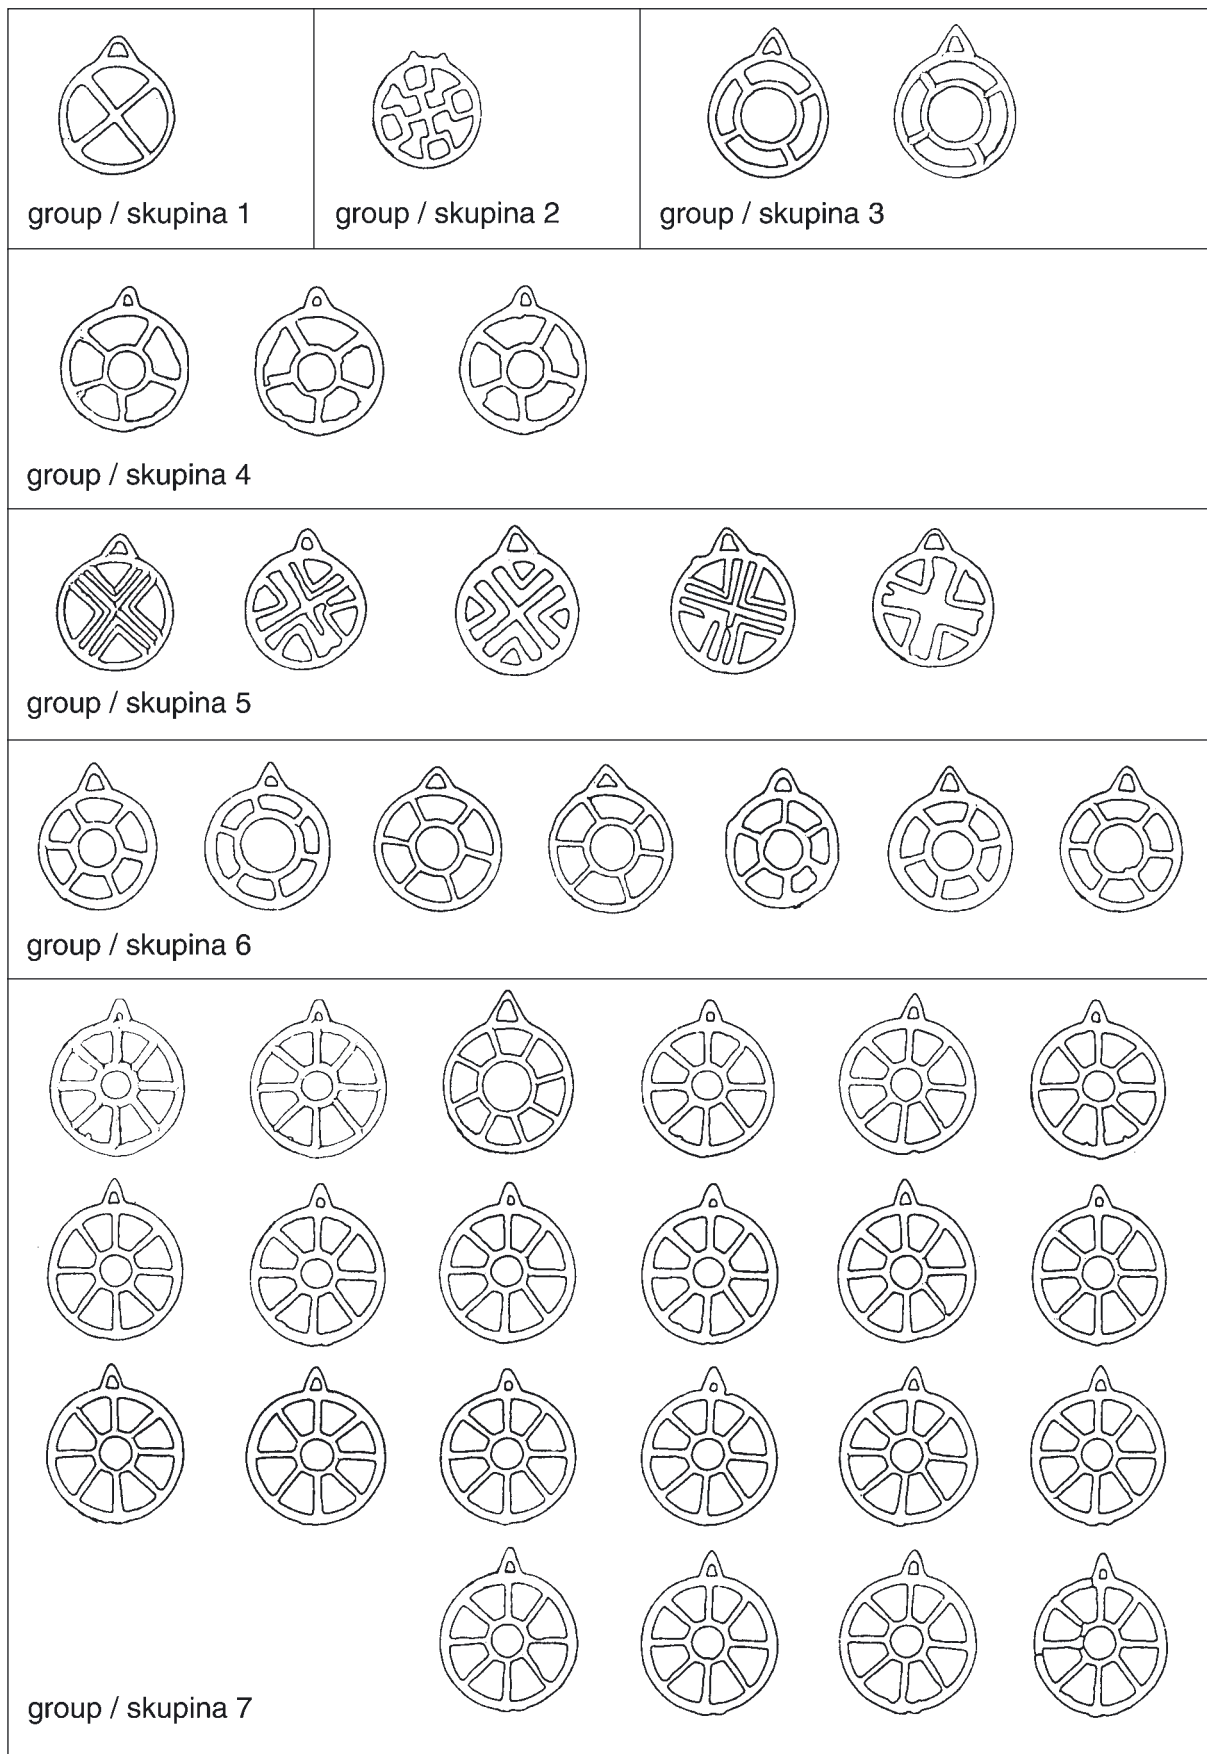 group / skupina 1
group / skupina 2
group / skupina 3
group / skupina 4
group / skupina 5
group / skupina 6
group / skupina 7